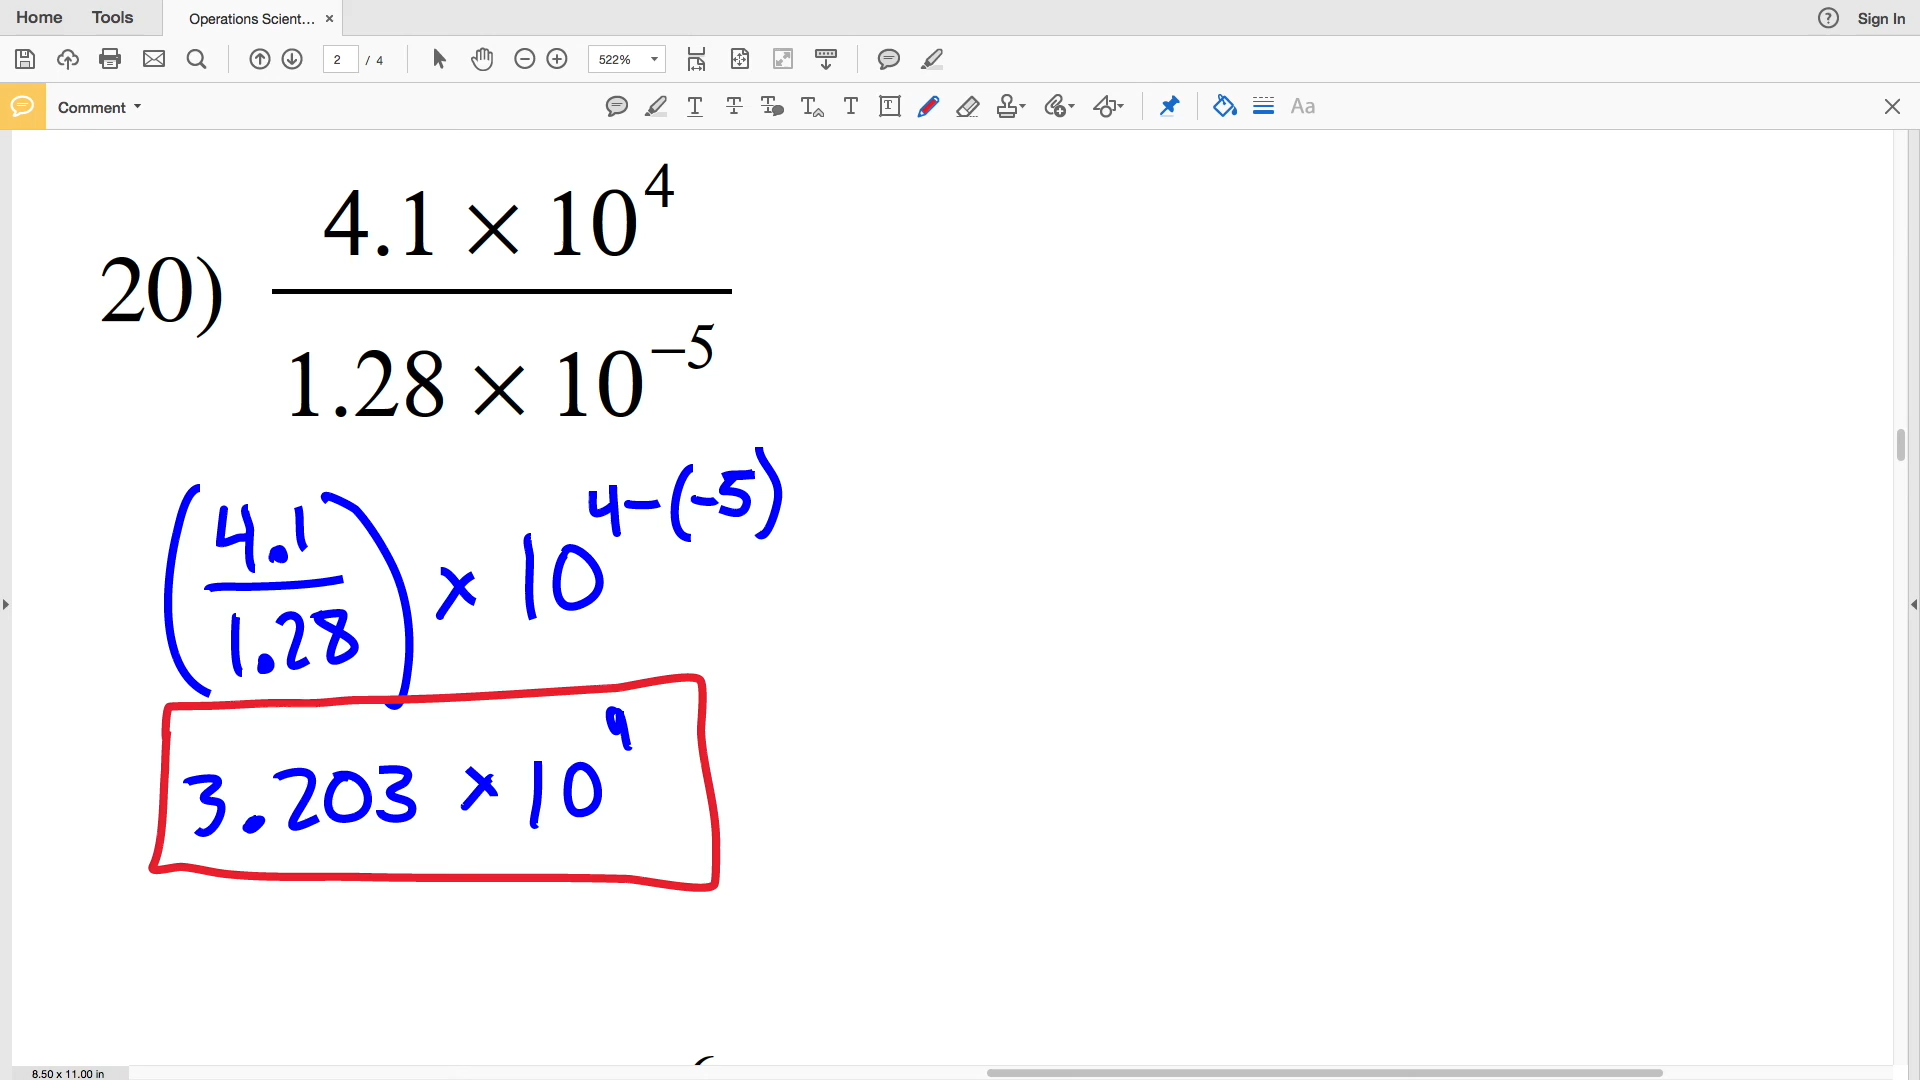 Home Tools Operations Scient... × ? Sign In
2 / 4 522%
Comment T T T T T T Aa
20) 4.1 × 10^4
1.28 × 10^−5
(4.1 / 1.28) × 10^4-(-5)
3.203 × 10^9
8.50 x 11.00 in